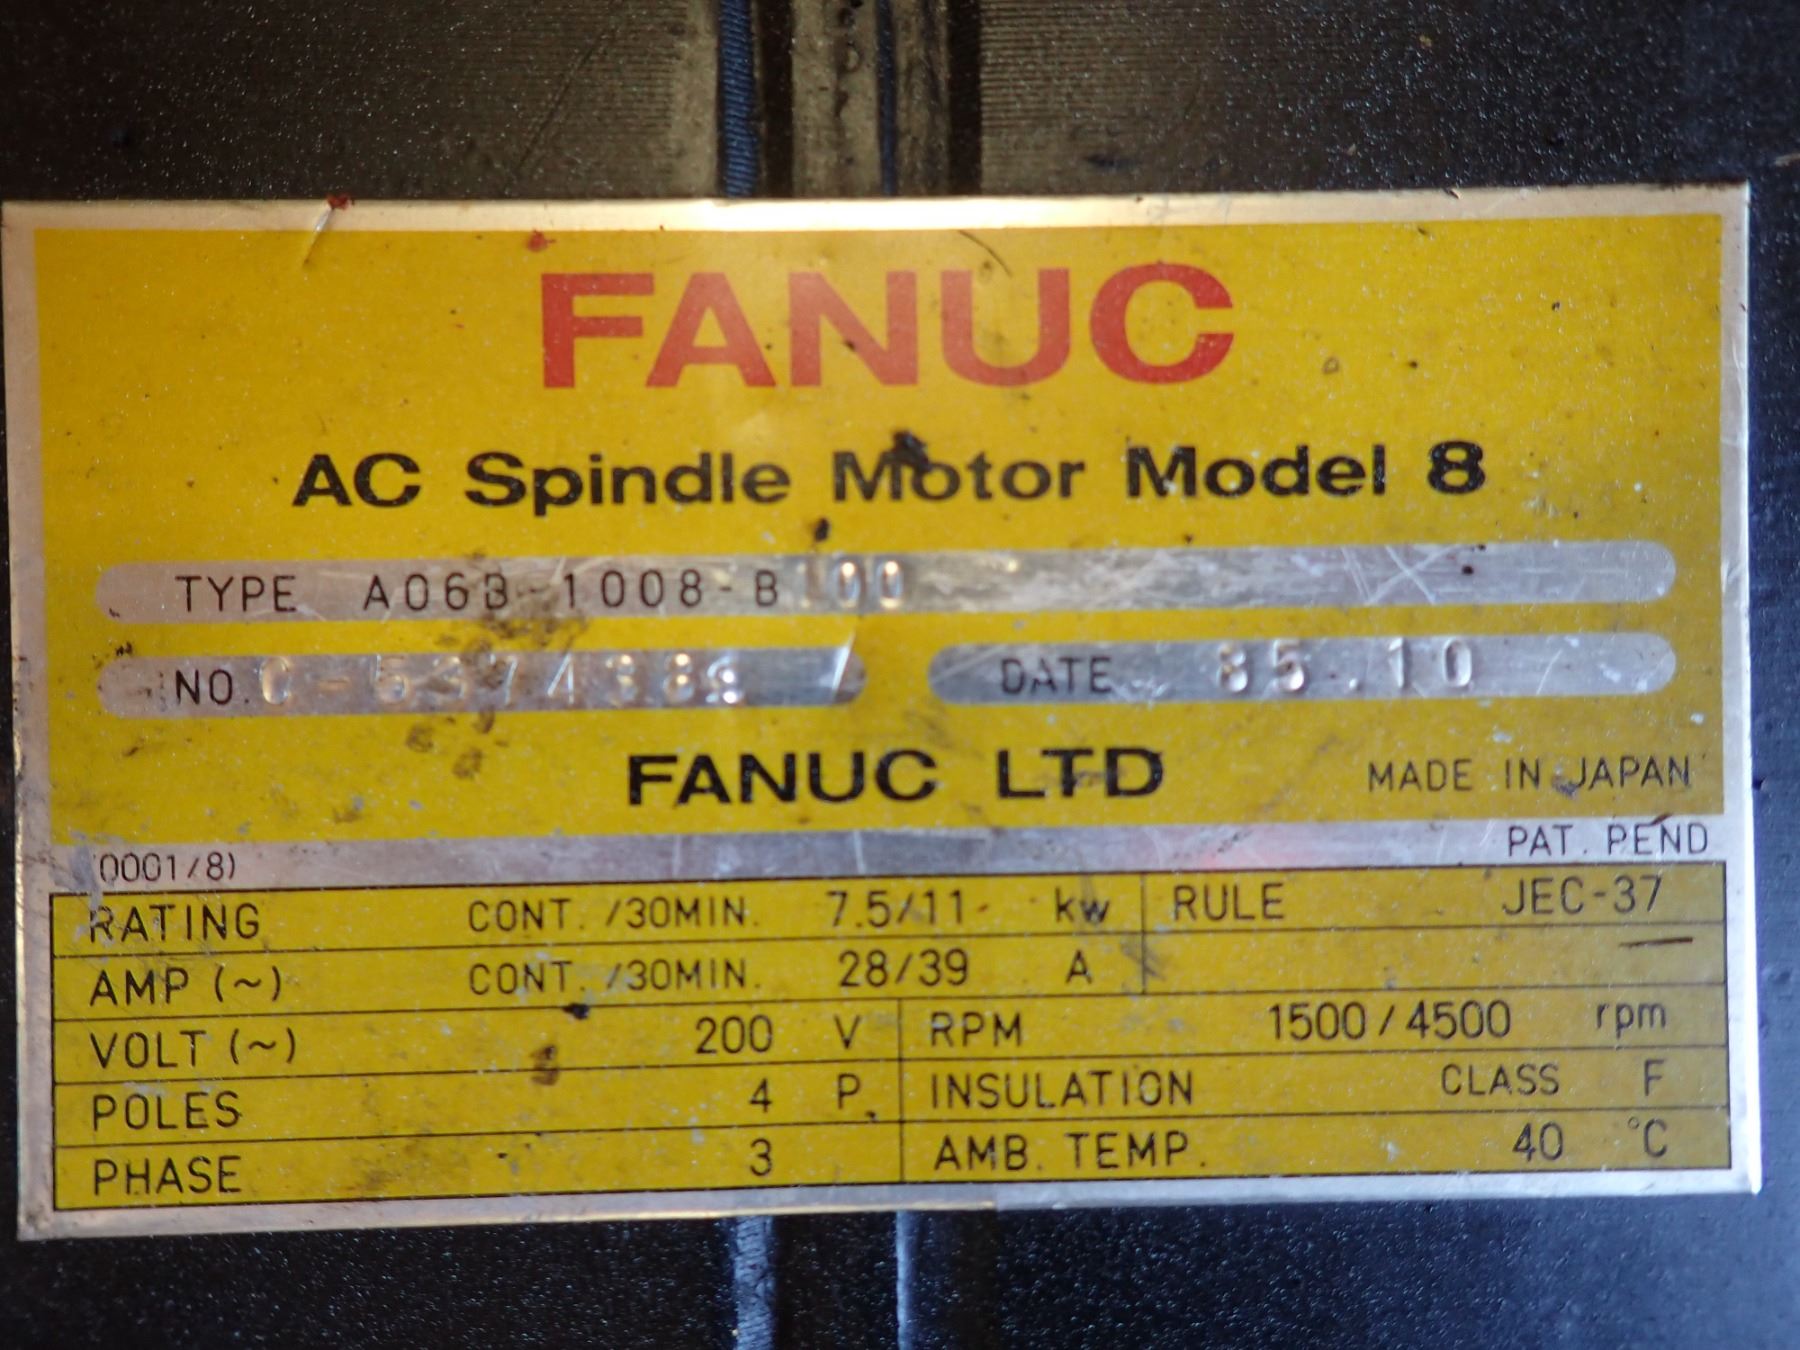 FANUC
AC Spindle Motor Model 8
TYPE A06B-1008-B100
NO. DATE 85.10
FANUC LTD MADE IN JAPAN
PAT. PEND
(0001/8)
RATING CONT./30MIN. 7.5/11 kw RULE JEC-37
AMP (~) CONT./30MIN. 28/39 A —
VOLT (~) 200 V RPM 1500/4500 rpm
POLES 4 P. INSULATION CLASS F
PHASE 3 AMB. TEMP. 40 °C